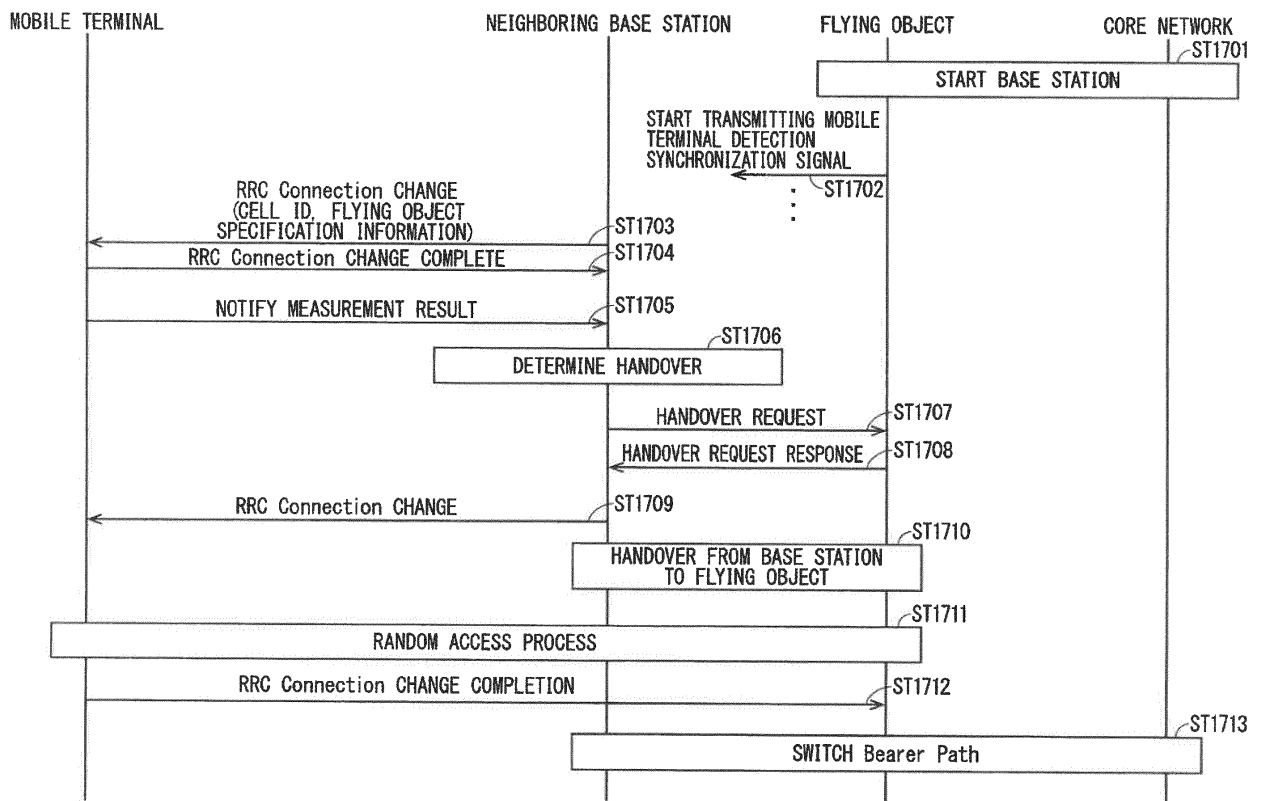 MOBILE TERMINAL
NEIGHBORING BASE STATION
FLYING OBJECT
CORE NETWORK
ST1701
START BASE STATION
START TRANSMITTING MOBILE
TERMINAL DETECTION
SYNCHRONIZATION SIGNAL
ST1702
RRC Connection CHANGE
(CELL ID, FLYING OBJECT
SPECIFICATION INFORMATION)
ST1703
RRC Connection CHANGE COMPLETE
ST1704
NOTIFY MEASUREMENT RESULT
ST1705
ST1706
DETERMINE HANDOVER
HANDOVER REQUEST
ST1707
HANDOVER REQUEST RESPONSE
ST1708
RRC Connection CHANGE
ST1709
ST1710
HANDOVER FROM BASE STATION
TO FLYING OBJECT
ST1711
RANDOM ACCESS PROCESS
RRC Connection CHANGE COMPLETION
ST1712
ST1713
SWITCH Bearer Path